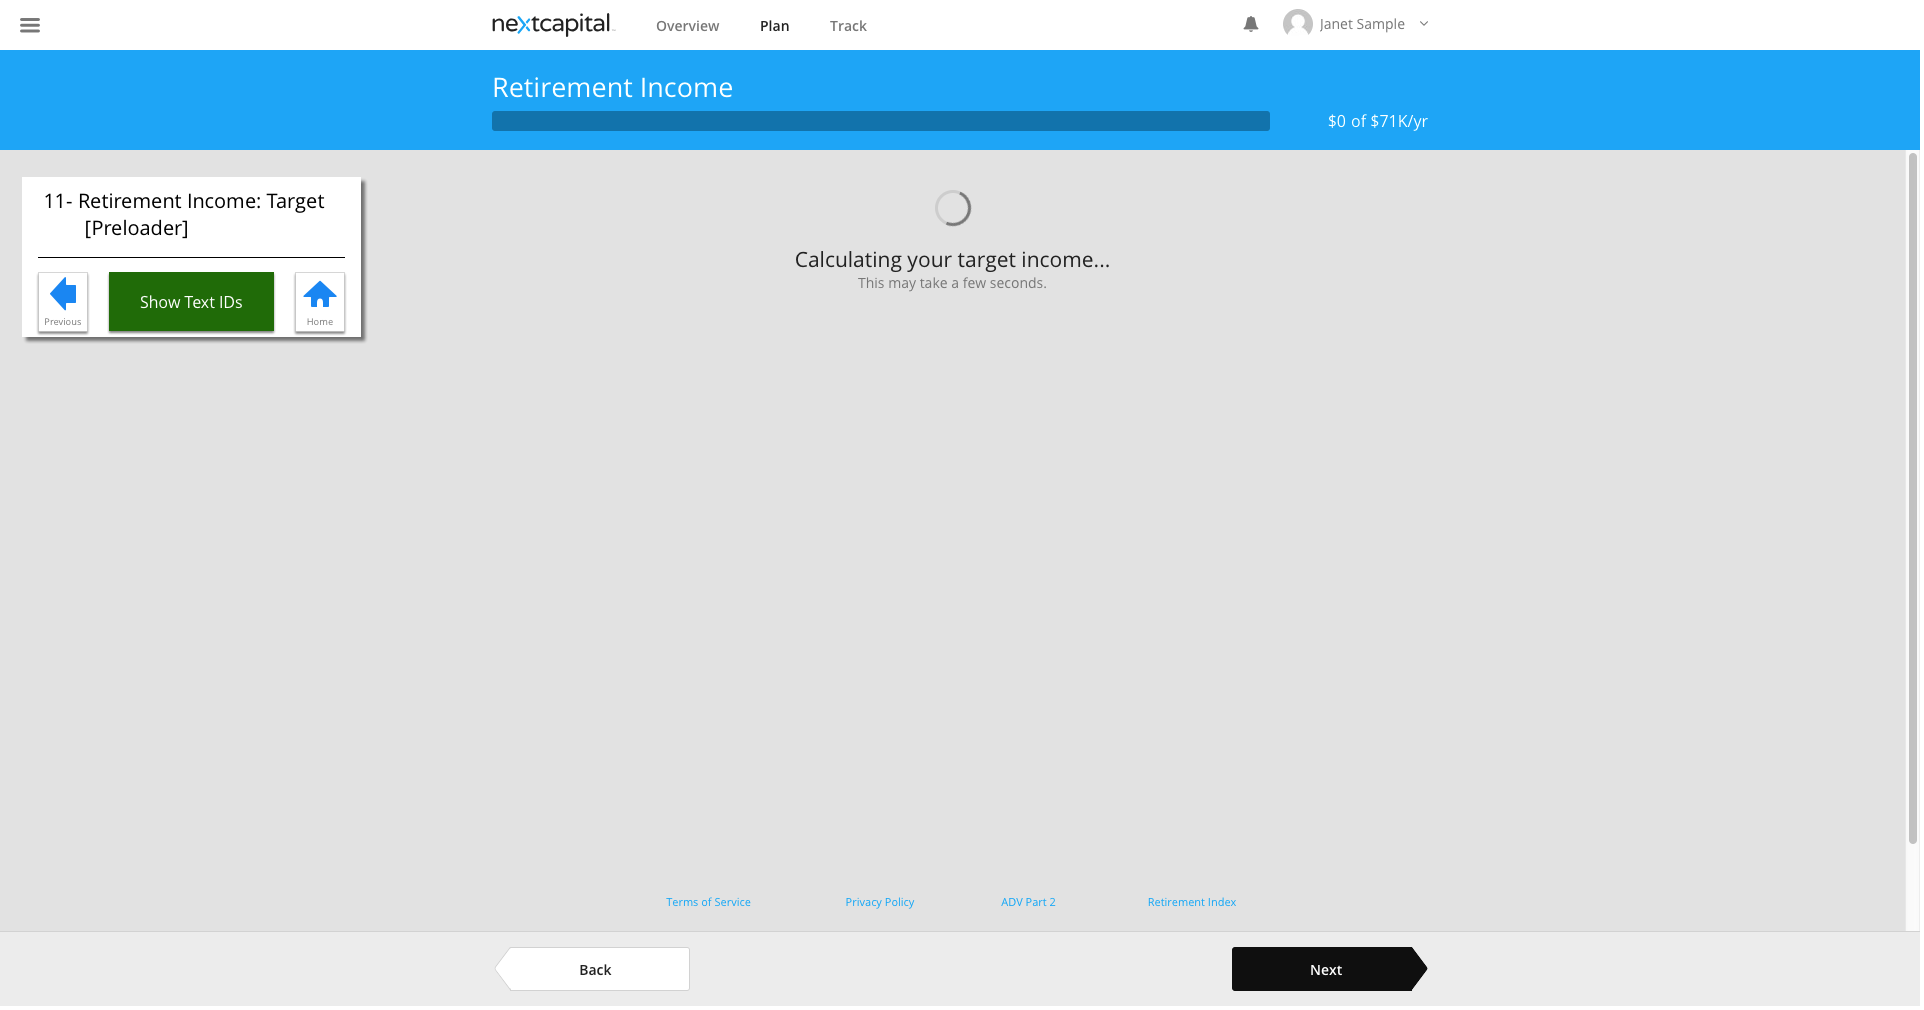 nextcapital
Overview
Plan
Track
Janet Sample
Retirement Income
$0 of $71K/yr
11- Retirement Income: Target
[Preloader]
Previous
Show Text IDs
Home
Calculating your target income...
This may take a few seconds.
Terms of Service
Privacy Policy
ADV Part 2
Retirement Index
Back
Next